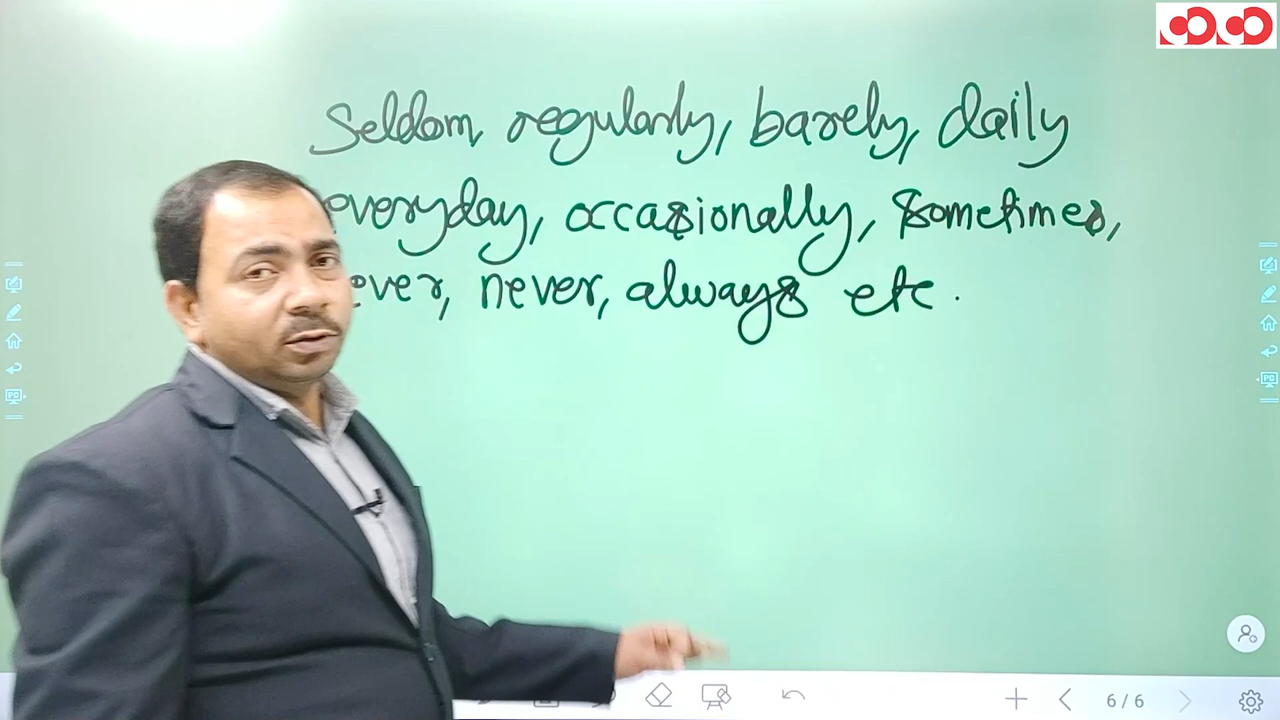 Seldom, regularly, barely, daily
everyday, occasionally, sometimes,
ever, never, always etc.
6/6